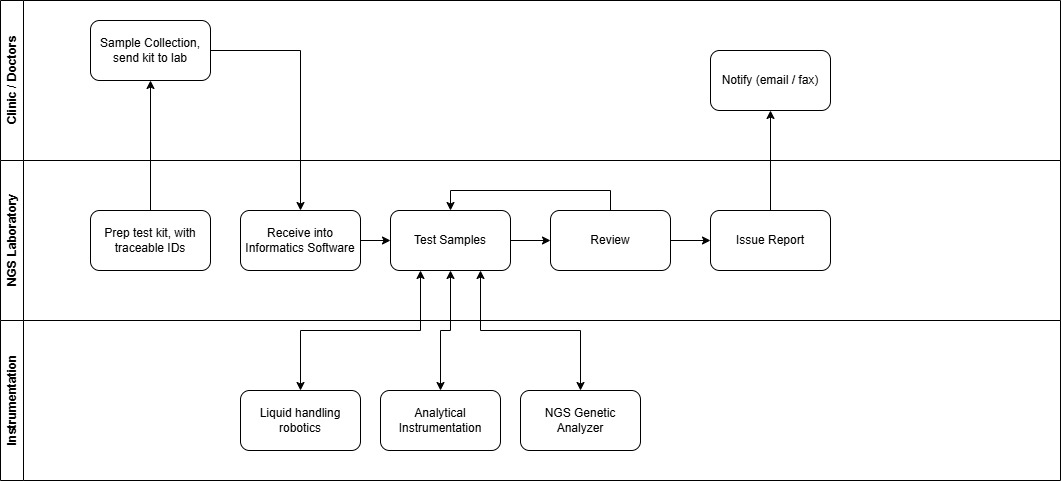 Clinic / Doctors
Sample Collection,
send kit to lab
Notify (email / fax)
NGS Laboratory
Prep test kit, with
traceable IDs
Receive into
Informatics Software
Test Samples
Review
Issue Report
Instrumentation
Liquid handling
robotics
Analytical
Instrumentation
NGS Genetic
Analyzer